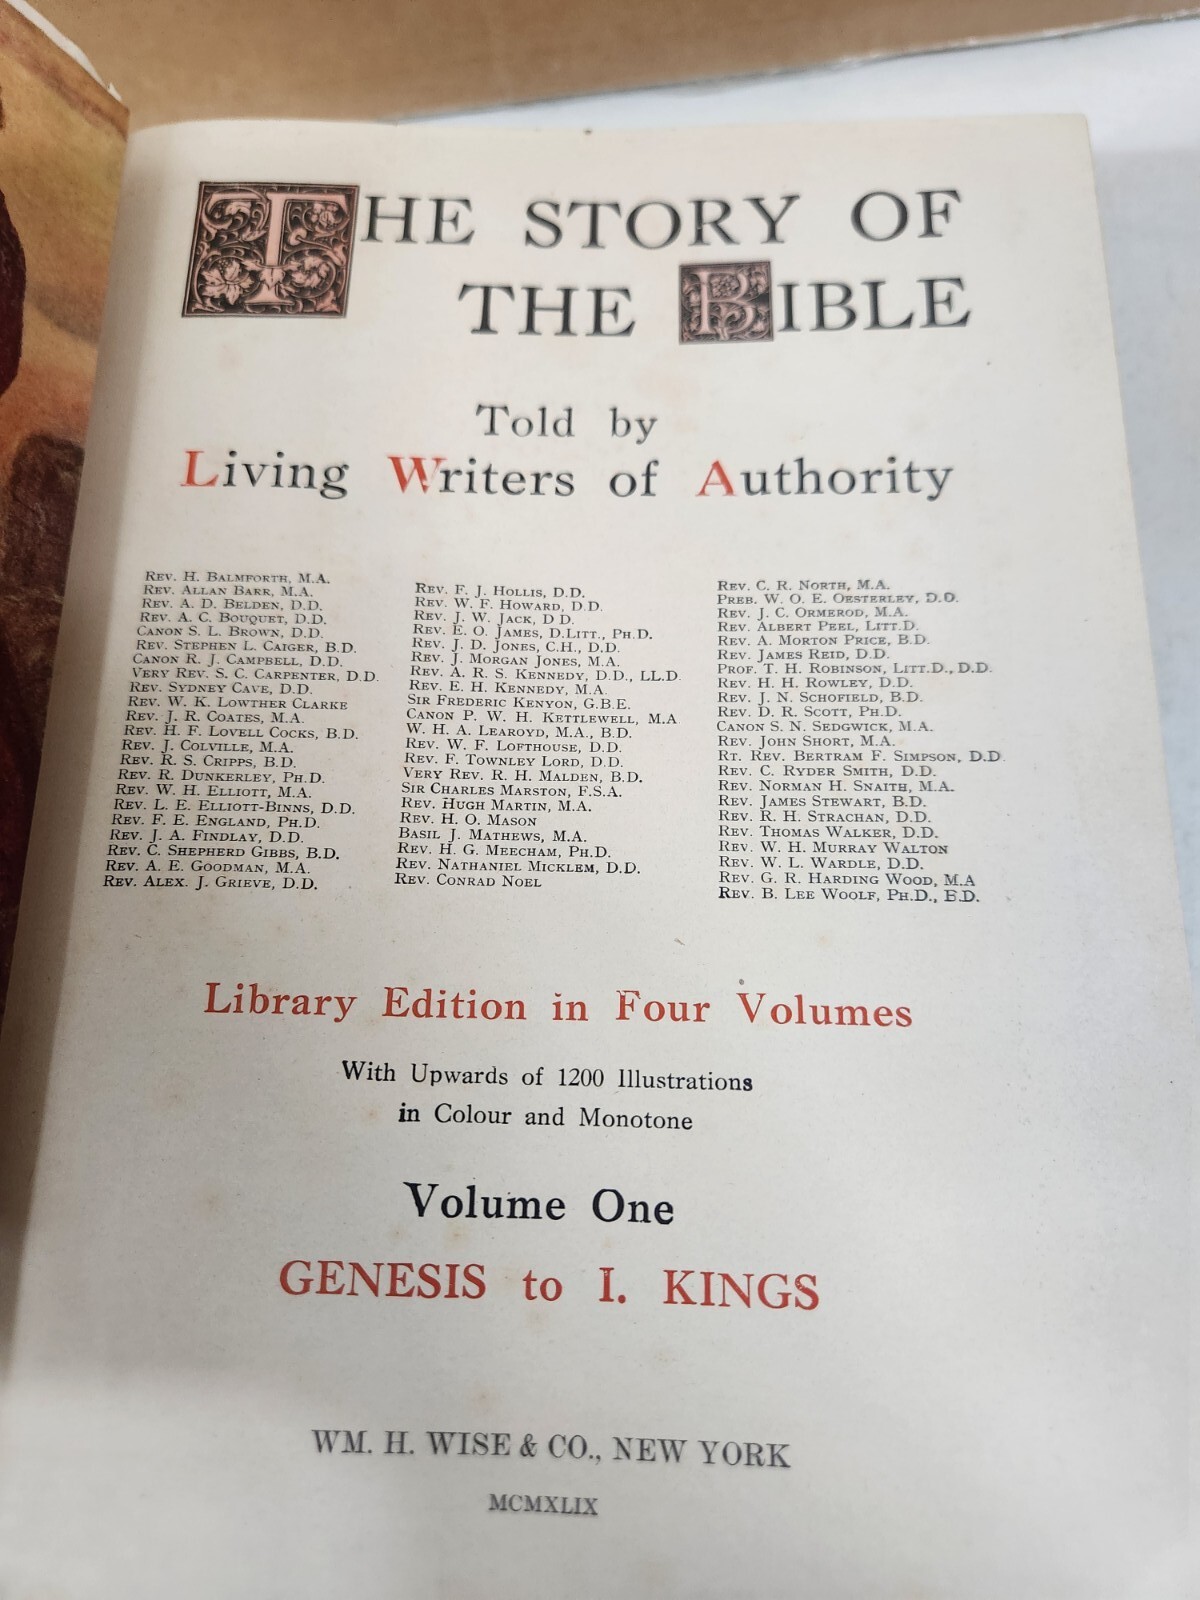 THE STORY OF
THE BIBLE
Told by
Living Writers of Authority
REV. H. BALMFORTH, M.A.
REV. ALLAN BARR, M.A.
REV. A. D. BELDEN, D.D.
REV. A. C. BOUQUET, D.D.
CANON S. L. BROWN, D.D.
REV. STEPHEN L. CAIGER, B.D.
CANON R. J. CAMPBELL, D.D.
VERY REV. S. C. CARPENTER, D.D.
REV. SYDNEY CAVE, D.D.
REV. W. K. LOWTHER CLARKE
REV. J. R. COATES, M.A.
REV. H. F. LOVELL COCKS, B.D.
REV. J. COLVILLE, M.A.
REV. R. S. CRIPPS, B.D.
REV. R. DUNKERLEY, PH.D.
REV. W. H. ELLIOTT, M.A.
REV. L. E. ELLIOTT-BINNS, D.D.
REV. F. E. ENGLAND, PH.D.
REV. J. A. FINDLAY, D.D.
REV. C. SHEPHERD GIBBS, B.D.
REV. A. E. GOODMAN, M.A.
REV. ALEX. J. GRIEVE, D.D.
REV. F. J. HOLLIS, D.D.
REV. W. F. HOWARD, D.D.
REV. J. W. JACK, D D.
REV. E. O. JAMES, D.LITT., PH.D.
REV. J. D. JONES, C.H., D.D.
REV. J. MORGAN JONES, M.A.
REV. A. R. S. KENNEDY, D.D., LL.D.
REV. E. H. KENNEDY, M.A.
SIR FREDERIC KENYON, G.B.E.
CANON P. W. H. KETTLEWELL, M.A
W. H. A. LEAROYD, M.A., B.D.
REV. W. F. LOFTHOUSE, D.D.
REV. F. TOWNLEY LORD, D.D.
VERY REV. R. H. MALDEN, B.D.
SIR CHARLES MARSTON, F.S.A.
REV. HUGH MARTIN, M.A.
REV. H. O. MASON
BASIL J. MATHEWS, M.A.
REV. H. G. MEECHAM, PH.D.
REV. NATHANIEL MICKLEM, D.D.
REV. CONRAD NOEL
REV. C. R. NORTH, M.A.
PREB. W. O. E. OESTERLEY, D.D.
REV. J. C. ORMEROD, M.A.
REV. ALBERT PEEL, LITT.D.
REV. A. MORTON PRICE, B.D.
REV. JAMES REID, D.D.
PROF. T. H. ROBINSON, LITT.D., D.D.
REV. H. H. ROWLEY, D.D.
REV. J. N. SCHOFIELD, B.D.
REV. D. R. SCOTT, PH.D.
CANON S. N. SEDGWICK, M.A.
REV. JOHN SHORT, M.A.
RT. REV. BERTRAM F. SIMPSON, D.D.
REV. C. RYDER SMITH, D.D.
REV. NORMAN H. SNAITH, M.A.
REV. JAMES STEWART, B.D.
REV. R. H. STRACHAN, D.D.
REV. THOMAS WALKER, D.D.
REV. W. H. MURRAY WALTON
REV. W. L. WARDLE, D.D.
REV. G. R. HARDING WOOD, M.A
REV. B. LEE WOOLF, PH.D., B.D.
Library Edition in Four Volumes
With Upwards of 1200 Illustrations
in Colour and Monotone
Volume One
GENESIS to I. KINGS
WM. H. WISE & CO., NEW YORK
MCMXLIX